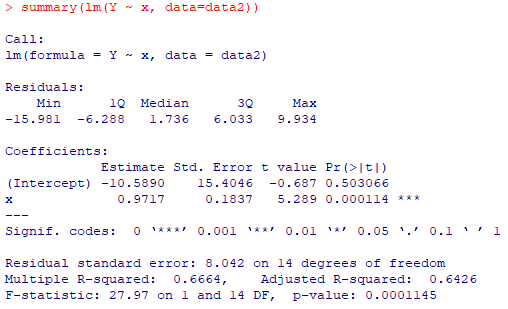 > summary(lm(Y ~ x, data=data2))
Call:
lm(formula = Y ~ x, data = data2)
Residuals:
    Min      1Q  Median      3Q     Max
-15.981  -6.288   1.736   6.033   9.934
Coefficients:
            Estimate Std. Error t value Pr(>|t|)
(Intercept) -10.5890    15.4046  -0.687 0.503066
x             0.9717     0.1837   5.289 0.000114 ***
---
Signif. codes:  0 '***' 0.001 '**' 0.01 '*' 0.05 '.' 0.1 ' ' 1
Residual standard error: 8.042 on 14 degrees of freedom
Multiple R-squared:  0.6664,    Adjusted R-squared:  0.6426
F-statistic: 27.97 on 1 and 14 DF,  p-value: 0.0001145